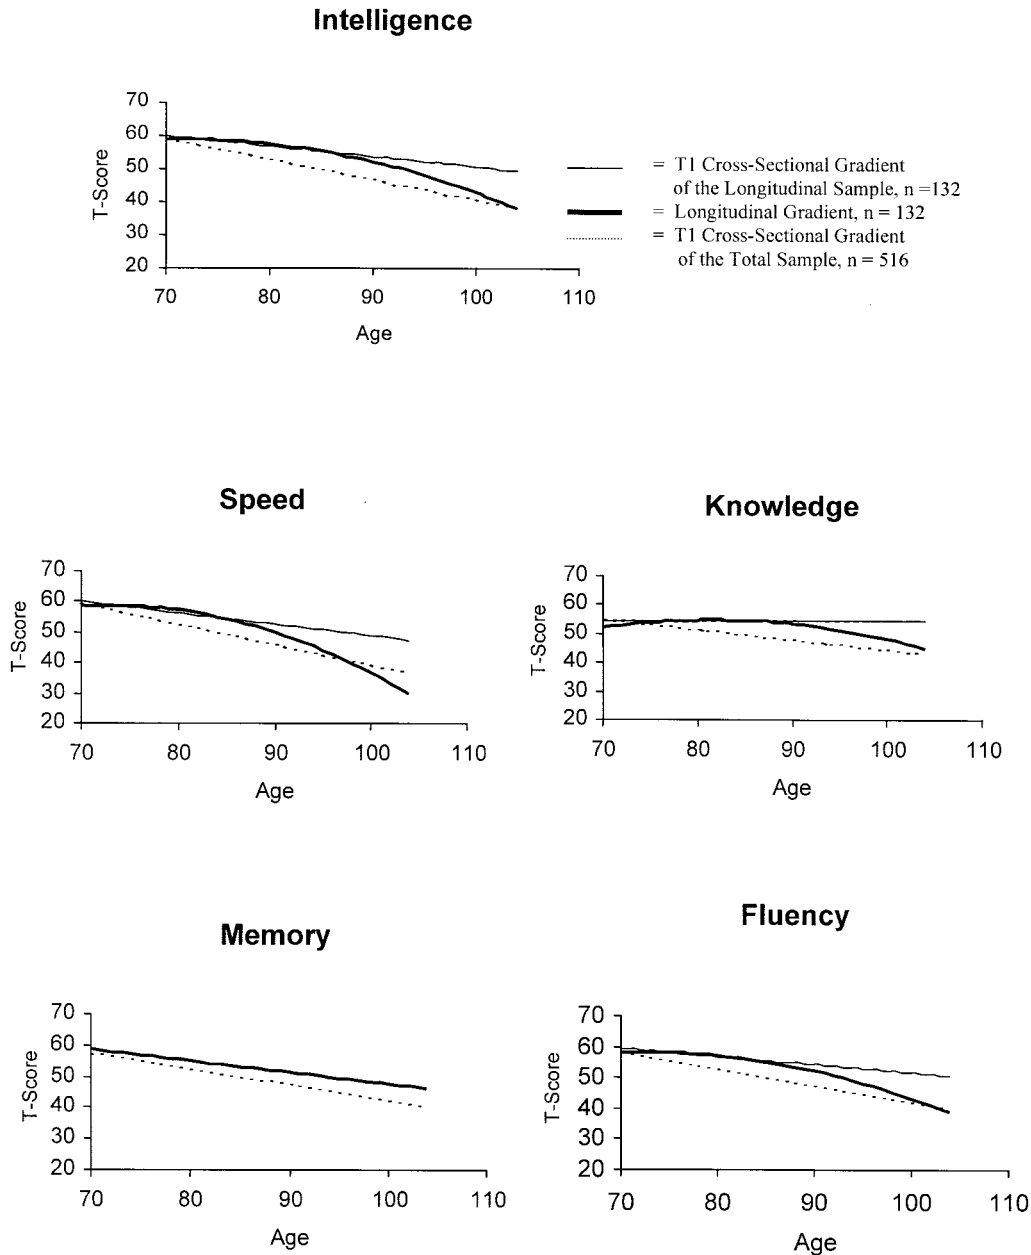 Intelligence
70
60
50
40
30
20
T-Score
70 80 90 100 110
Age
= T1 Cross-Sectional Gradient
of the Longitudinal Sample, n =132
= Longitudinal Gradient, n = 132
= T1 Cross-Sectional Gradient
of the Total Sample, n = 516
Speed
70
60
50
40
30
20
T-Score
70 80 90 100 110
Age
Knowledge
70
60
50
40
30
20
T-Score
70 80 90 100 110
Age
Memory
70
60
50
40
30
20
T-Score
70 80 90 100 110
Age
Fluency
70
60
50
40
30
20
T-Score
70 80 90 100 110
Age